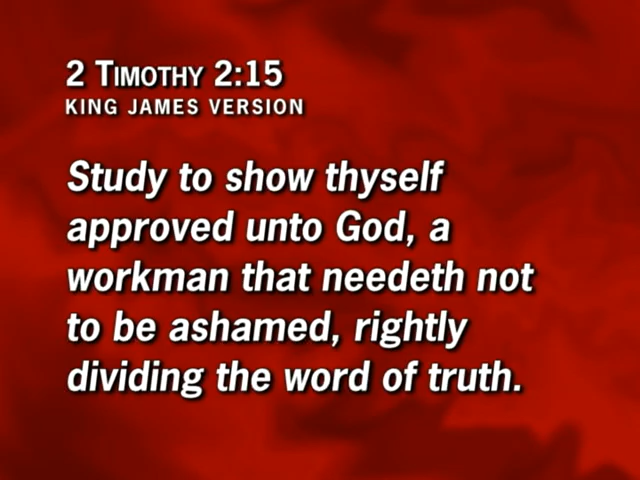 2 Timothy 2:15
KING JAMES VERSION
Study to show thyself
approved unto God, a
workman that needeth not
to be ashamed, rightly
dividing the word of truth.